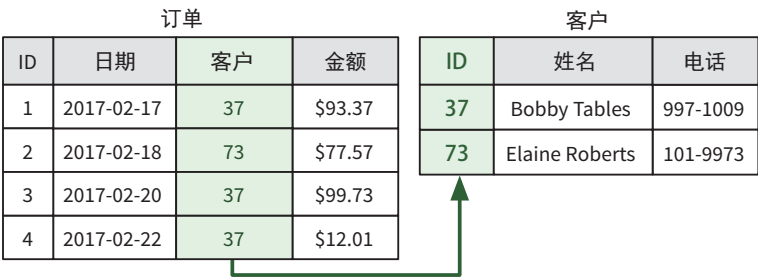 订单
ID 日期 客户 金额
1 2017-02-17 37 $93.37
2 2017-02-18 73 $77.57
3 2017-02-20 37 $99.73
4 2017-02-22 37 $12.01
客户
ID 姓名 电话
37 Bobby Tables 997-1009
73 Elaine Roberts 101-9973